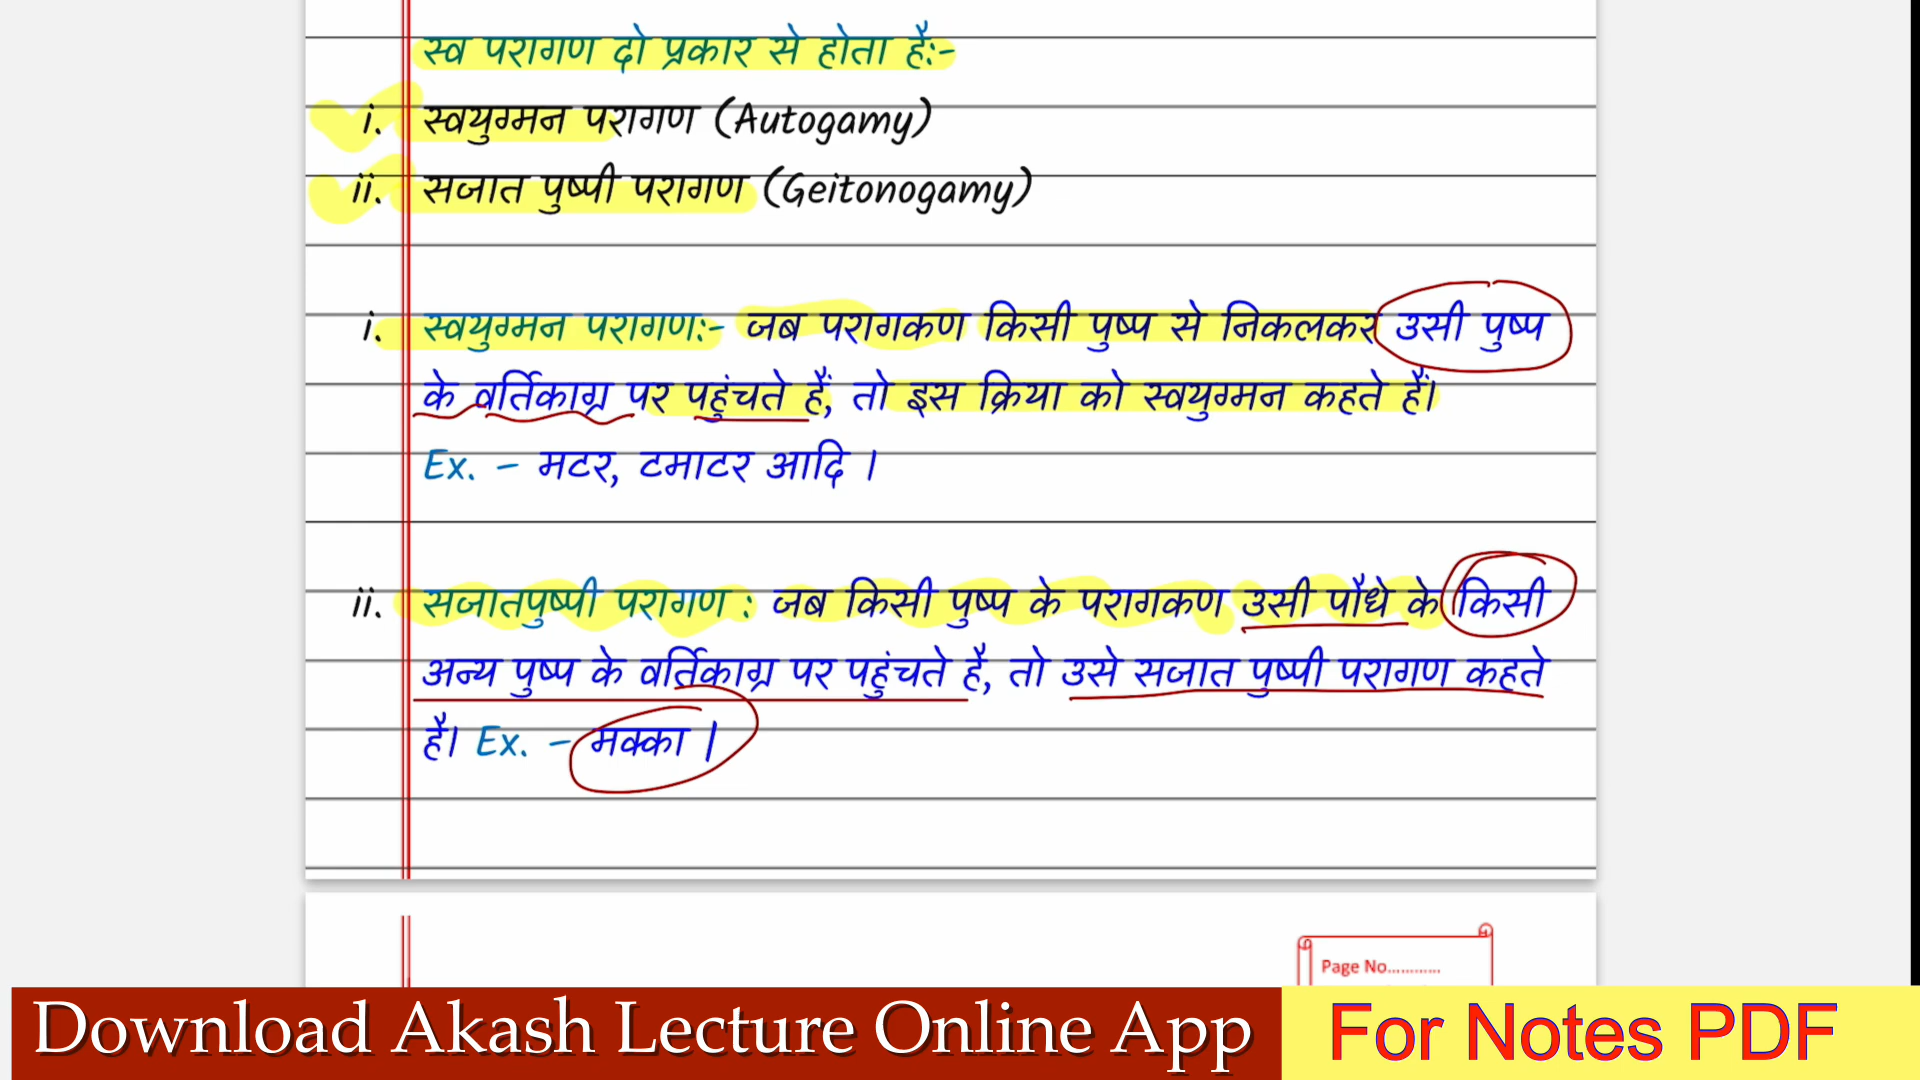 स्व परागण दो प्रकार से होता है:-
i. स्वयुग्मन परागण (Autogamy)
ii. सजात पुष्पी परागण (Geitonogamy)
i. स्वयुग्मन परागण:- जब परागकण किसी पुष्प से निकलकर उसी पुष्प
के वर्तिकाग्र पर पहुंचते हैं, तो इस क्रिया को स्वयुग्मन कहते हैं।
Ex. - मटर, टमाटर आदि ।
ii. सजातपुष्पी परागण : जब किसी पुष्प के परागकण उसी पौधे के किसी
अन्य पुष्प के वर्तिकाग्र पर पहुंचते है, तो उसे सजात पुष्पी परागण कहते
है। Ex. - मक्का ।
Page No............
Download Akash Lecture Online App For Notes PDF